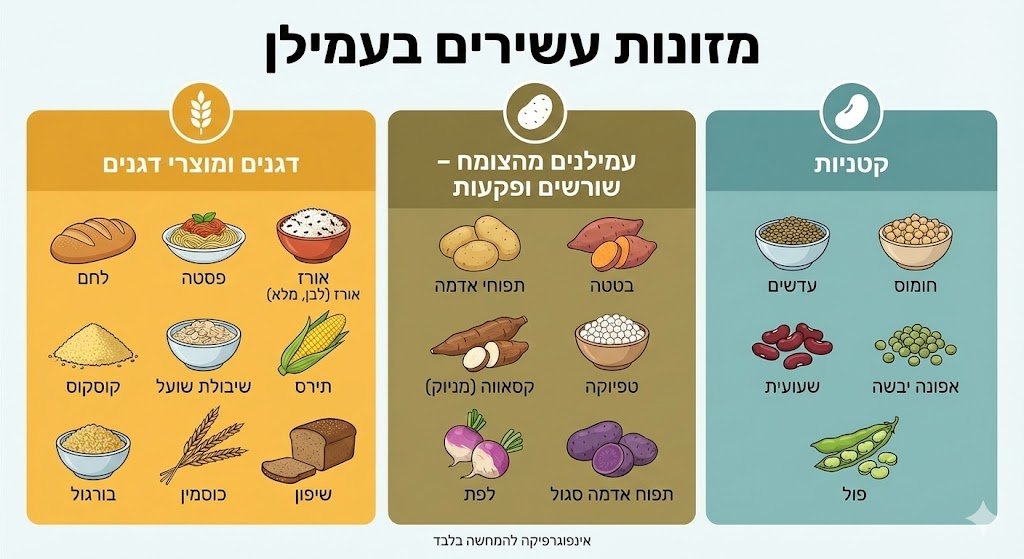 מזונות עשירים בעמילן
קטניות
חומוס
עדשים
אפונה יבשה
שעועית
פול
עמילנים מהצומח –
שורשים ופקעות
בטטה
תפוחי אדמה
טפיוקה
קסאווה (מניוק)
תפוח אדמה סגול
לפת
דגנים ומוצרי דגנים
אורז
אורז (לבן, מלא)
פסטה
לחם
תירס
שיבולת שועל
קוסקוס
שיפון
כוסמין
בורגול
אינפוגרפיקה להמחשה בלבד